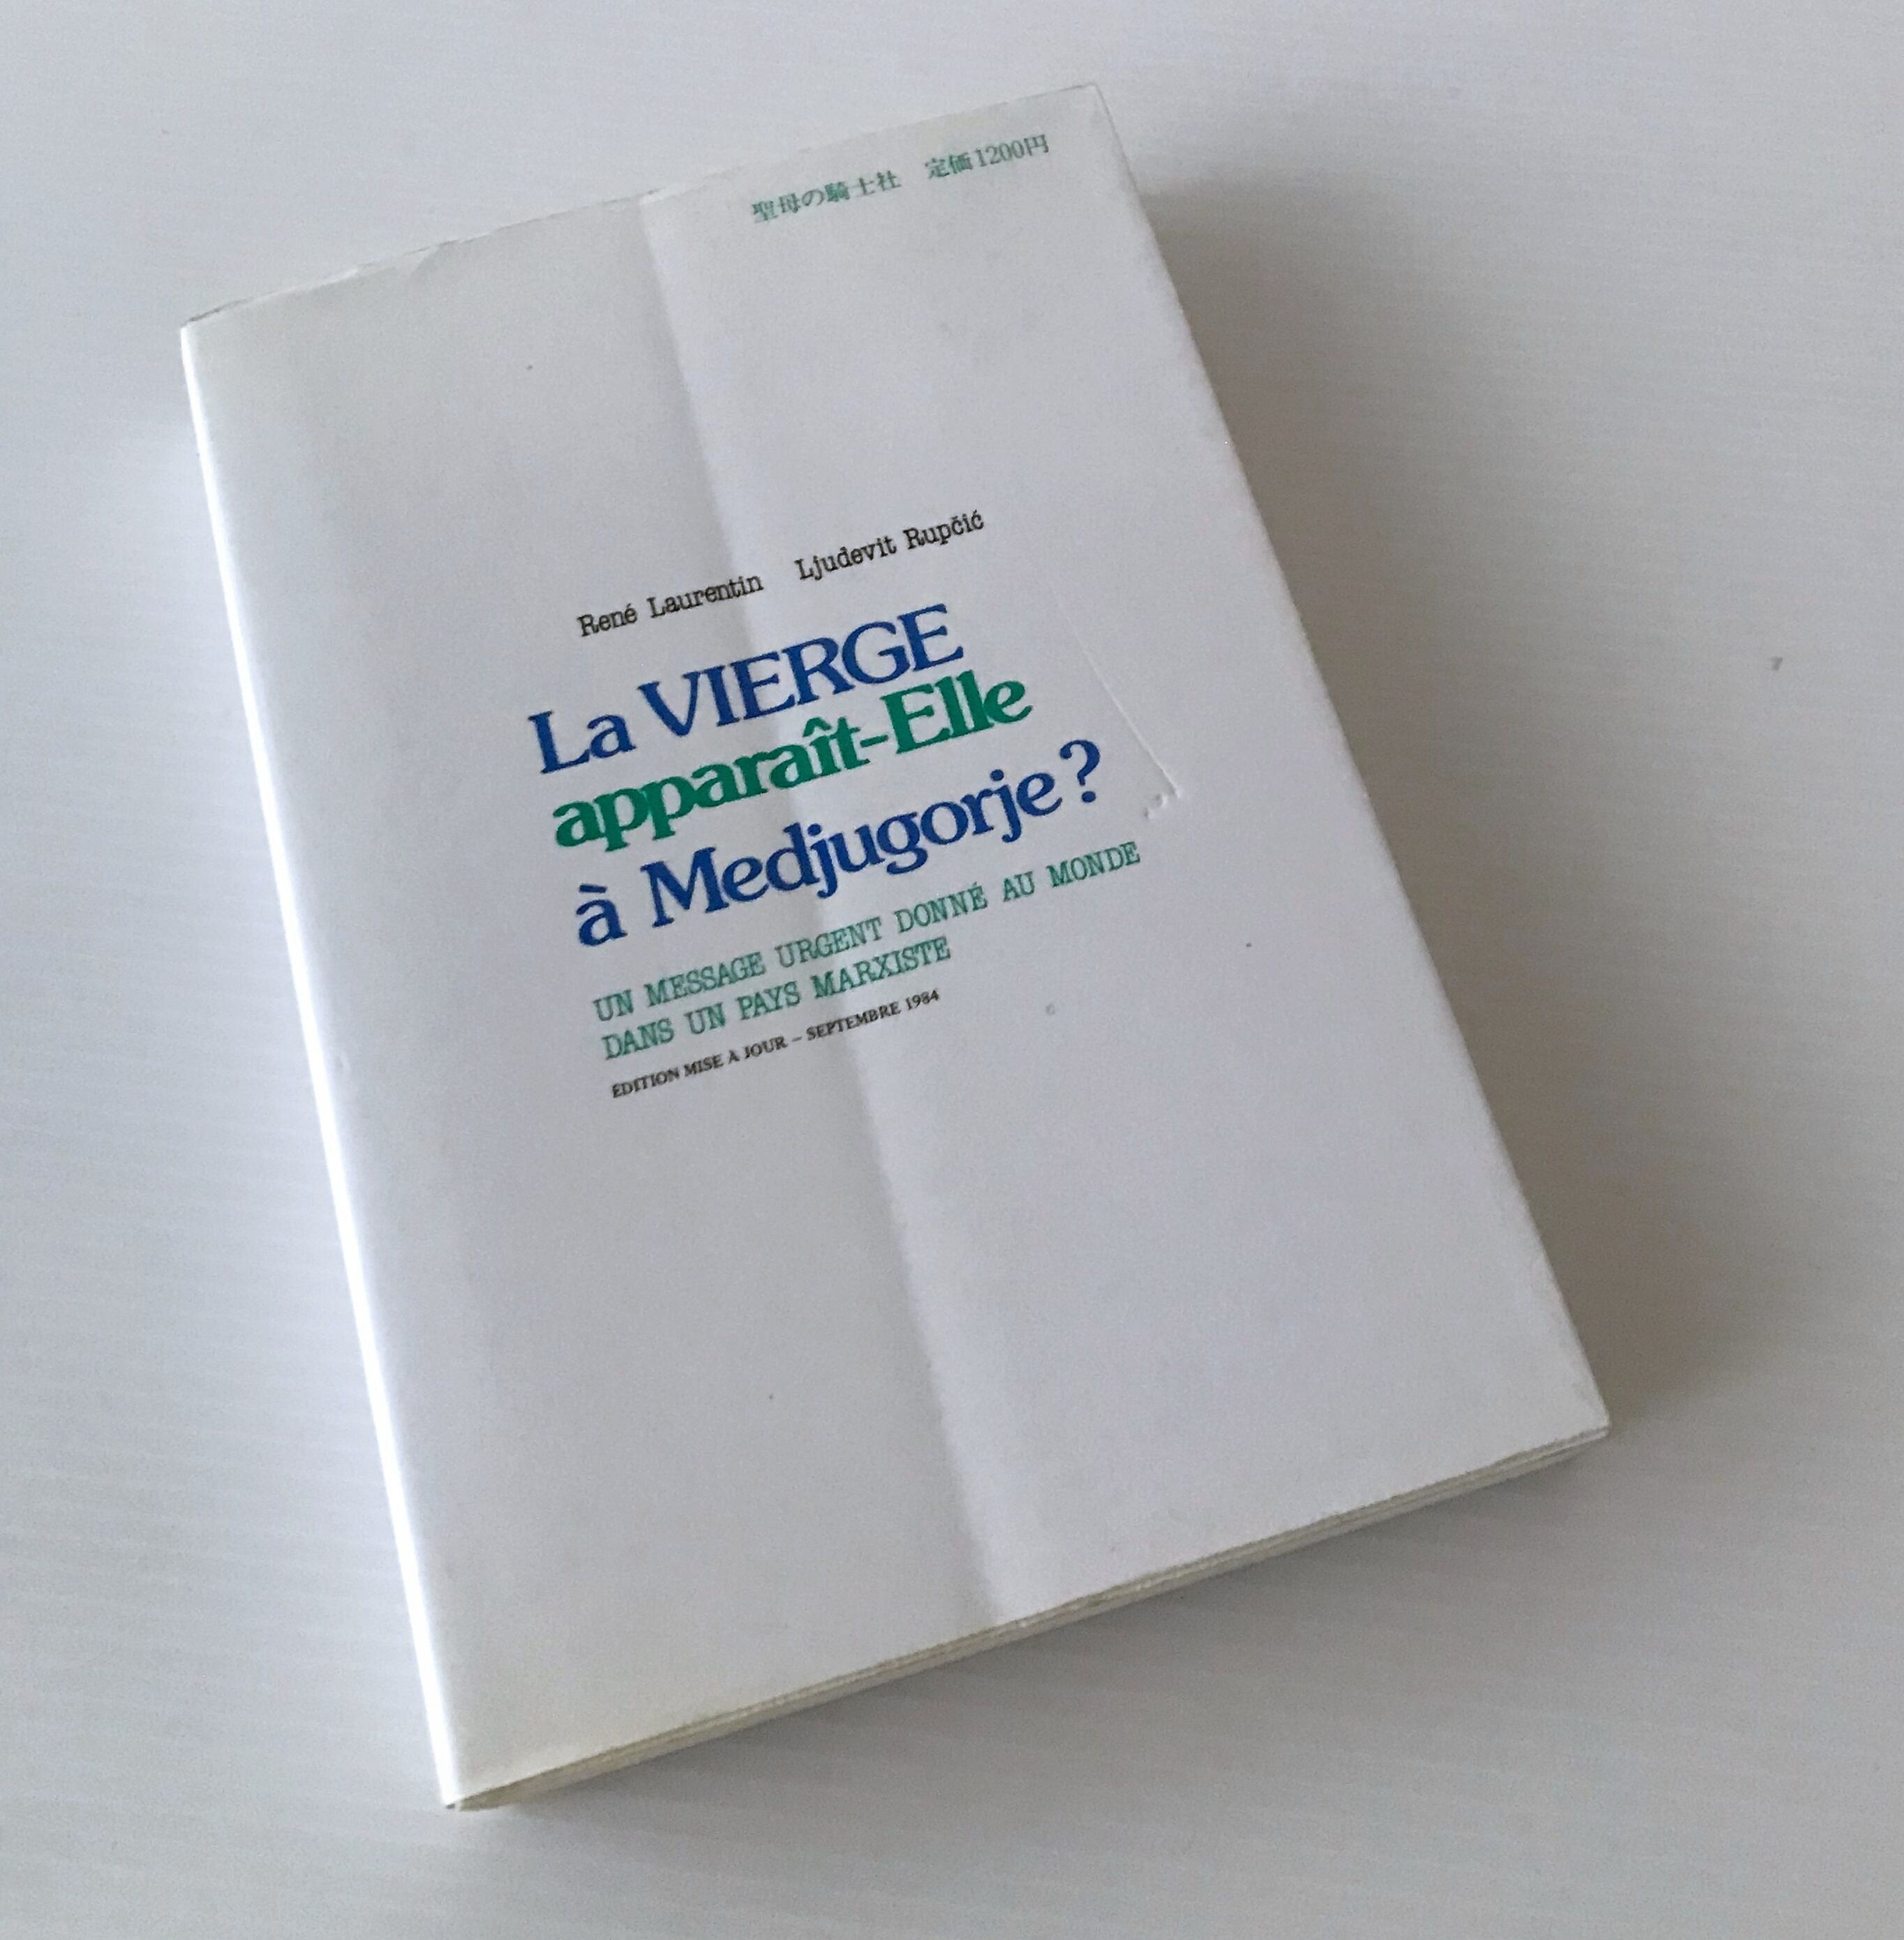 聖母の騎士社 定価1200円
René Laurentin Ljudevit Rupčić
La VIERGE
apparaît-Elle
à Medjugorje ?
UN MESSAGE URGENT DONNÉ AU MONDE
DANS UN PAYS MARXISTE
ÉDITION MISE À JOUR – SEPTEMBRE 1984